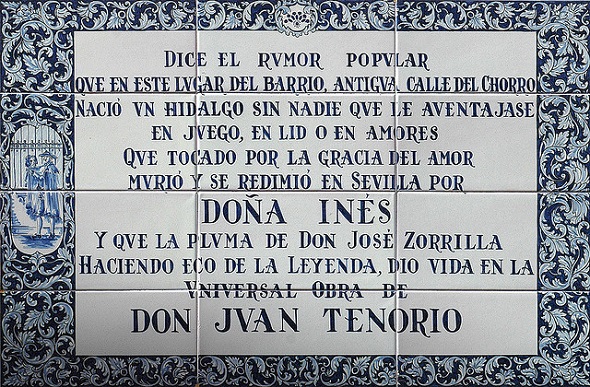 DICE EL RVMOR POPVLAR
QVE EN ESTE LVGAR DEL BARRIO, ANTIGVA CALLE DEL CHORRO
NACIÓ VN HIDALGO SIN NADIE QVE LE AVENTAJASE
EN JVEGO, EN LID O EN AMORES
QVE TOCADO POR LA GRACIA DEL AMOR
MVRIÓ Y SE REDIMIÓ EN SEVILLA POR
DOÑA INÉS
Y QVE LA PLVMA DE DON JOSÉ ZORRILLA
HACIENDO ECO DE LA LEYENDA, DIO VIDA EN LA
VNIVERSAL OBRA DE
DON JVAN TENORIO